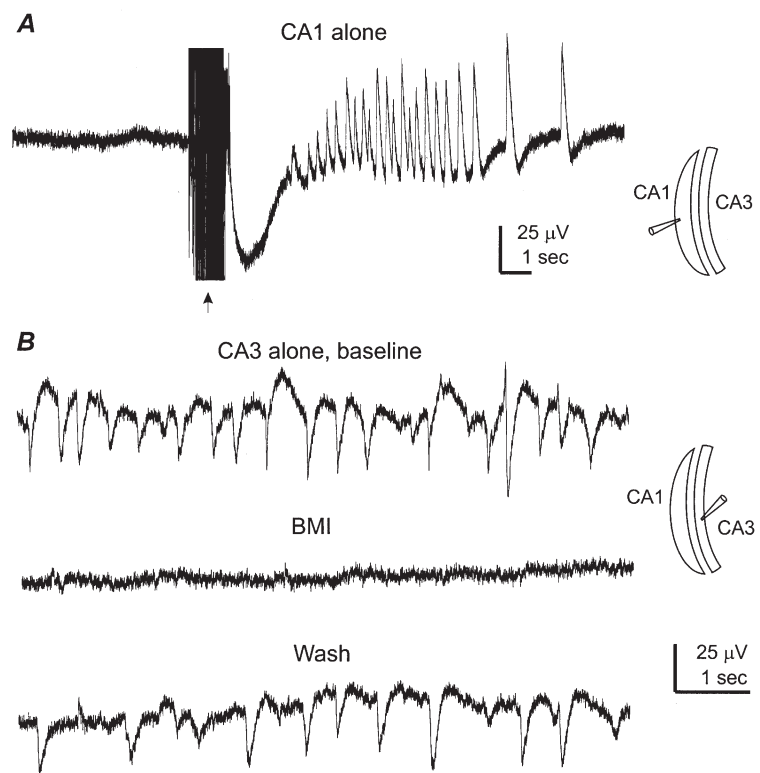 A
CA1 alone
CA1
CA3
25 μV
1 sec
B
CA3 alone, baseline
BMI
CA1
CA3
Wash
25 μV
1 sec